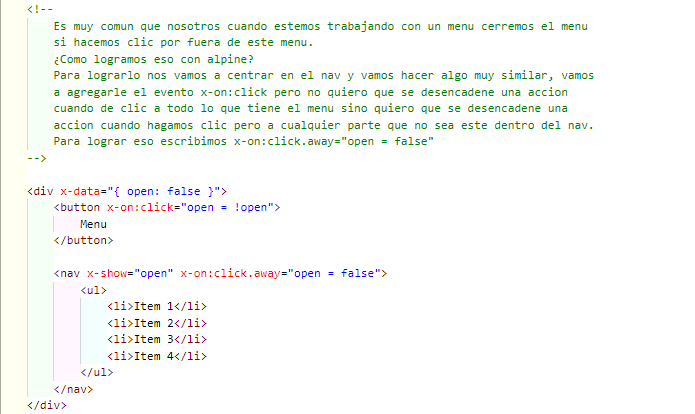 <!--
Es muy comun que nosotros cuando estemos trabajando con un menu cerremos el menu
si hacemos clic por fuera de este menu.
¿Como logramos eso con alpine?
Para lograrlo nos vamos a centrar en el nav y vamos hacer algo muy similar, vamos
a agregarle el evento x-on:click pero no quiero que se desencadene una accion
cuando de clic a todo lo que tiene el menu sino quiero que se desencadene una
accion cuando hagamos clic pero a cualquier parte que no sea este dentro del nav.
Para lograr eso escribimos x-on:click.away="open = false"
-->
<div x-data="{ open: false }">
<button x-on:click="open = !open">
Menu
</button>
<nav x-show="open" x-on:click.away="open = false">
<ul>
<li>Item 1</li>
<li>Item 2</li>
<li>Item 3</li>
<li>Item 4</li>
</ul>
</nav>
</div>